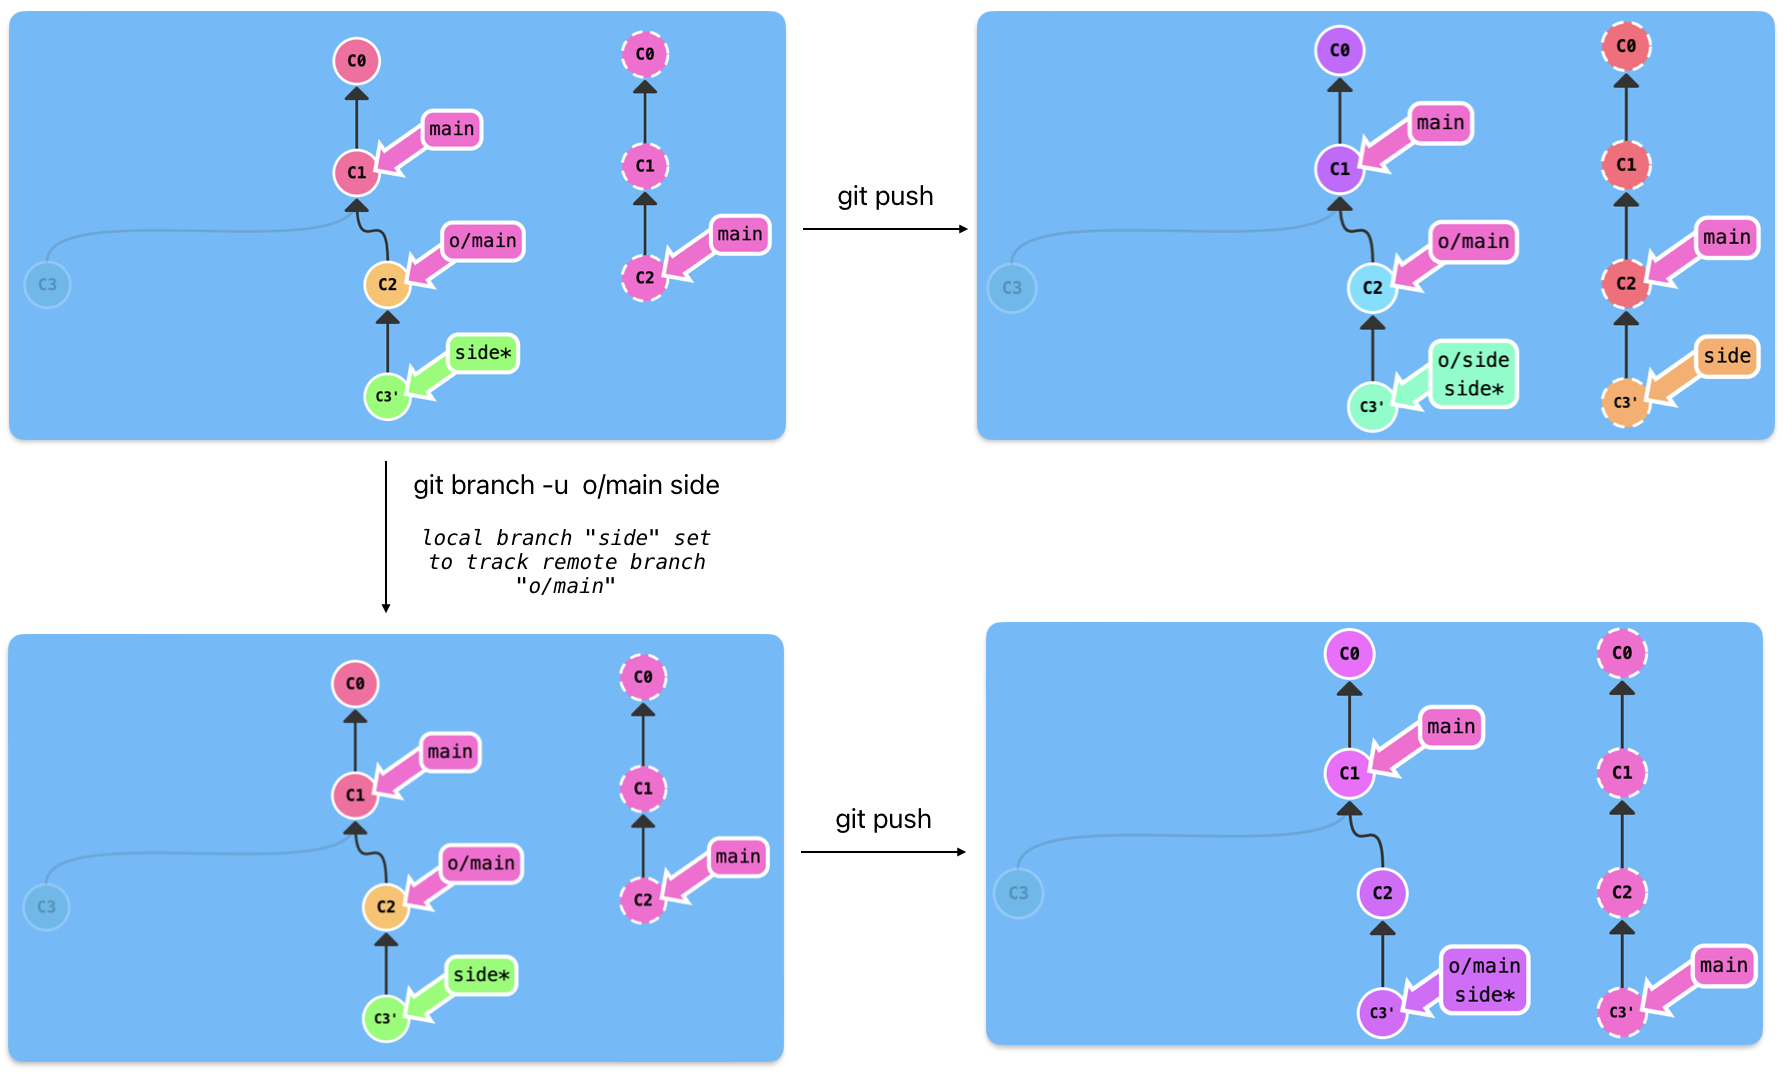 C0
C0
main
C1
C1
o/main
main
C3
C2
C2
side*
C3'
git push
C0
C0
main
C1
C1
o/main
main
C3
C2
C2
o/side
side*
side
C3'
C3'
git branch -u o/main side
local branch "side" set
to track remote branch
"o/main"
C0
C0
main
C1
C1
o/main
main
C3
C2
C2
side*
C3'
git push
C0
C0
main
C1
C1
C3
C2
C2
o/main
side*
main
C3'
C3'